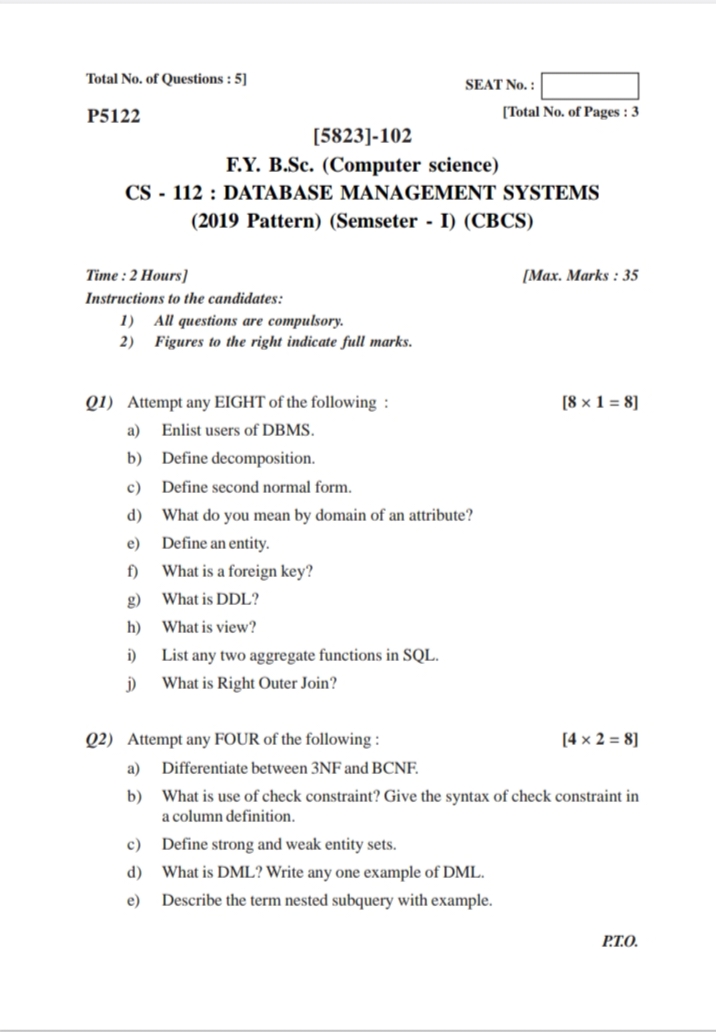 Total No. of Questions : 5]
SEAT No. :
P5122
[Total No. of Pages : 3
[5823]-102
F.Y. B.Sc. (Computer science)
CS - 112 : DATABASE MANAGEMENT SYSTEMS
(2019 Pattern) (Semseter - I) (CBCS)
Time : 2 Hours]
[Max. Marks : 35
Instructions to the candidates:
1) All questions are compulsory.
2) Figures to the right indicate full marks.
Q1) Attempt any EIGHT of the following : [8 × 1 = 8]
a) Enlist users of DBMS.
b) Define decomposition.
c) Define second normal form.
d) What do you mean by domain of an attribute?
e) Define an entity.
f) What is a foreign key?
g) What is DDL?
h) What is view?
i) List any two aggregate functions in SQL.
j) What is Right Outer Join?
Q2) Attempt any FOUR of the following : [4 × 2 = 8]
a) Differentiate between 3NF and BCNF.
b) What is use of check constraint? Give the syntax of check constraint in
a column definition.
c) Define strong and weak entity sets.
d) What is DML? Write any one example of DML.
e) Describe the term nested subquery with example.
P.T.O.